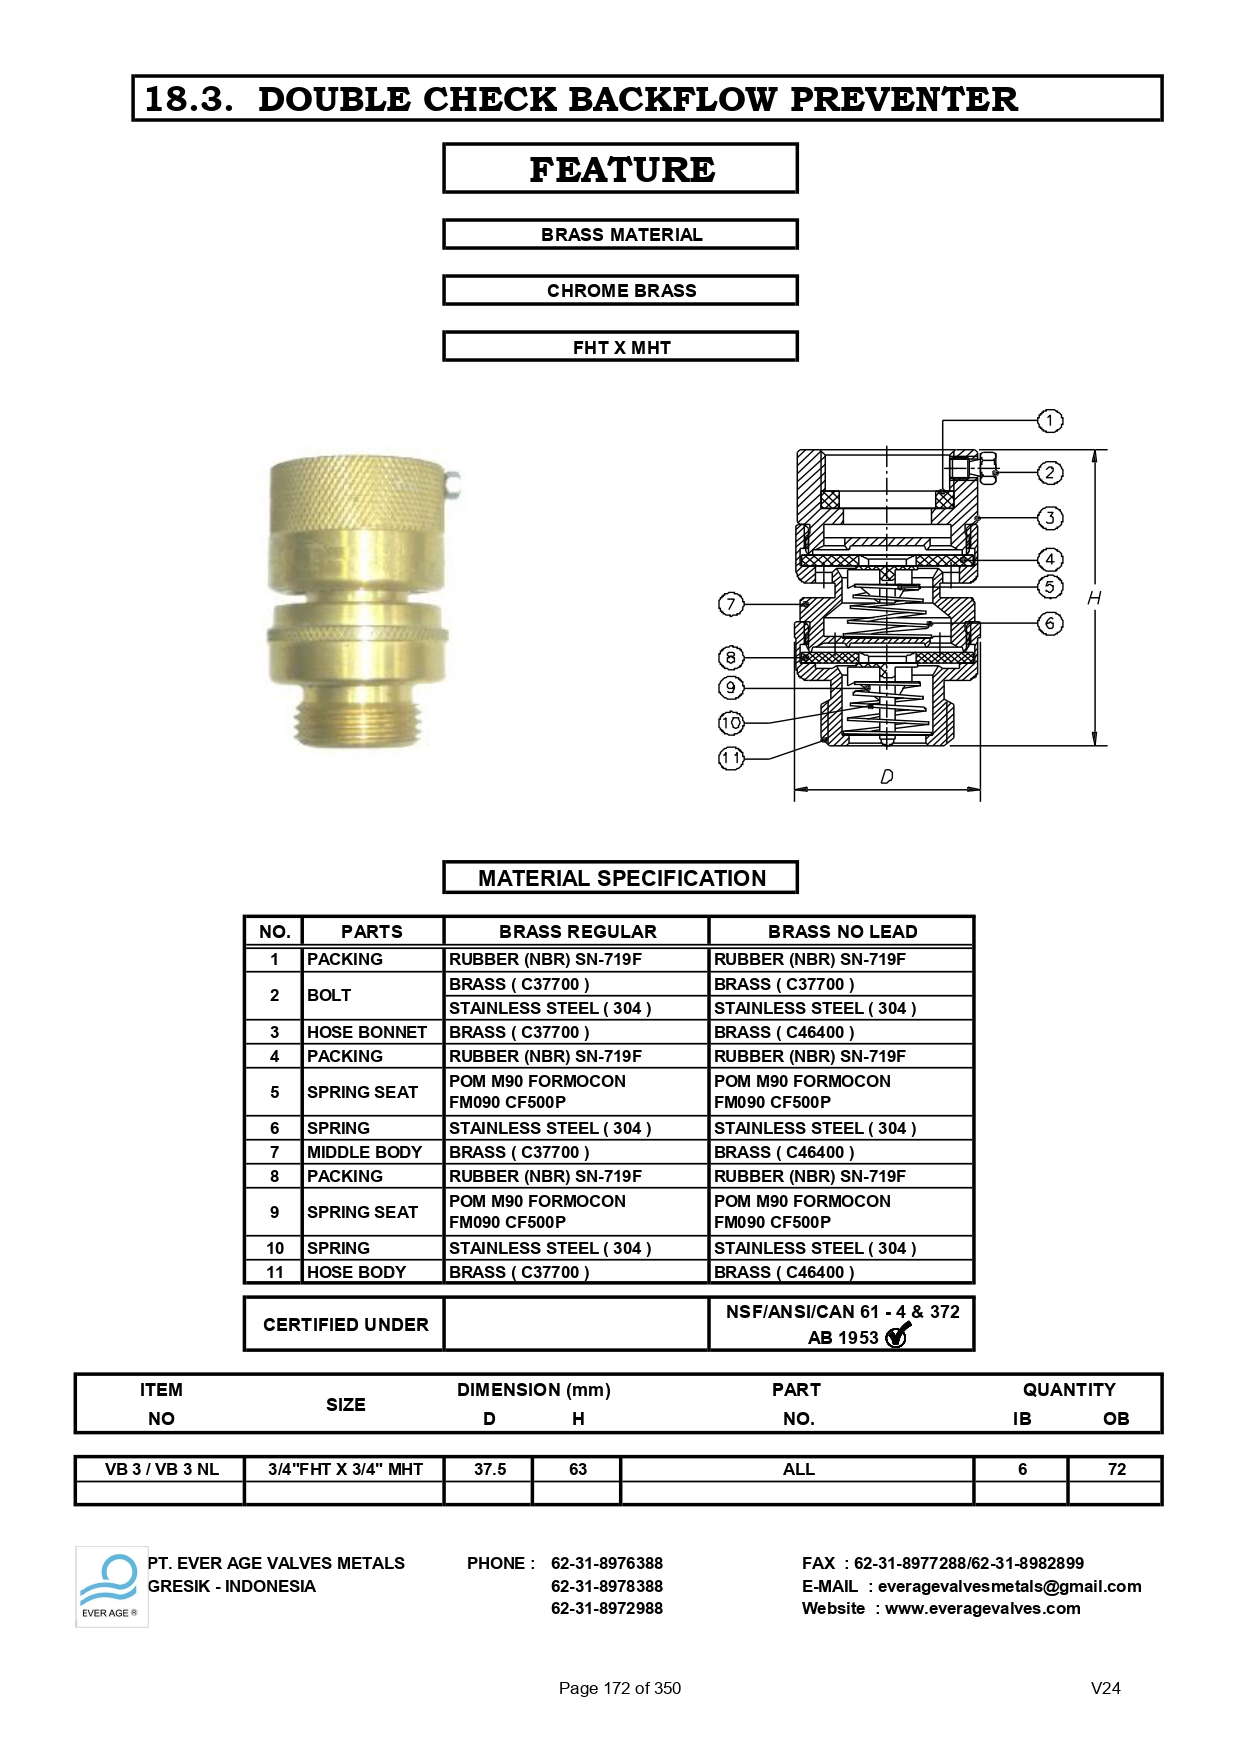 18.3. DOUBLE CHECK BACKFLOW PREVENTER
FEATURE
BRASS MATERIAL
CHROME BRASS
FHT X MHT
1
2
3
4
5
6
7
8
9
10
11
H
D
MATERIAL SPECIFICATION
NO. PARTS BRASS REGULAR BRASS NO LEAD
1 PACKING RUBBER (NBR) SN-719F RUBBER (NBR) SN-719F
2 BOLT BRASS ( C37700 ) BRASS ( C37700 )
STAINLESS STEEL ( 304 ) STAINLESS STEEL ( 304 )
3 HOSE BONNET BRASS ( C37700 ) BRASS ( C46400 )
4 PACKING RUBBER (NBR) SN-719F RUBBER (NBR) SN-719F
5 SPRING SEAT POM M90 FORMOCON POM M90 FORMOCON
FM090 CF500P FM090 CF500P
6 SPRING STAINLESS STEEL ( 304 ) STAINLESS STEEL ( 304 )
7 MIDDLE BODY BRASS ( C37700 ) BRASS ( C46400 )
8 PACKING RUBBER (NBR) SN-719F RUBBER (NBR) SN-719F
9 SPRING SEAT POM M90 FORMOCON POM M90 FORMOCON
FM090 CF500P FM090 CF500P
10 SPRING STAINLESS STEEL ( 304 ) STAINLESS STEEL ( 304 )
11 HOSE BODY BRASS ( C37700 ) BRASS ( C46400 )
CERTIFIED UNDER NSF/ANSI/CAN 61 - 4 & 372
AB 1953
ITEM SIZE DIMENSION (mm) PART QUANTITY
NO D H NO. IB OB
VB 3 / VB 3 NL 3/4"FHT X 3/4" MHT 37.5 63 ALL 6 72
PT. EVER AGE VALVES METALS PHONE : 62-31-8976388 FAX : 62-31-8977288/62-31-8982899
GRESIK - INDONESIA 62-31-8978388 E-MAIL : everagevalvesmetals@gmail.com
EVER AGE ® 62-31-8972988 Website : www.everagevalves.com
Page 172 of 350 V24